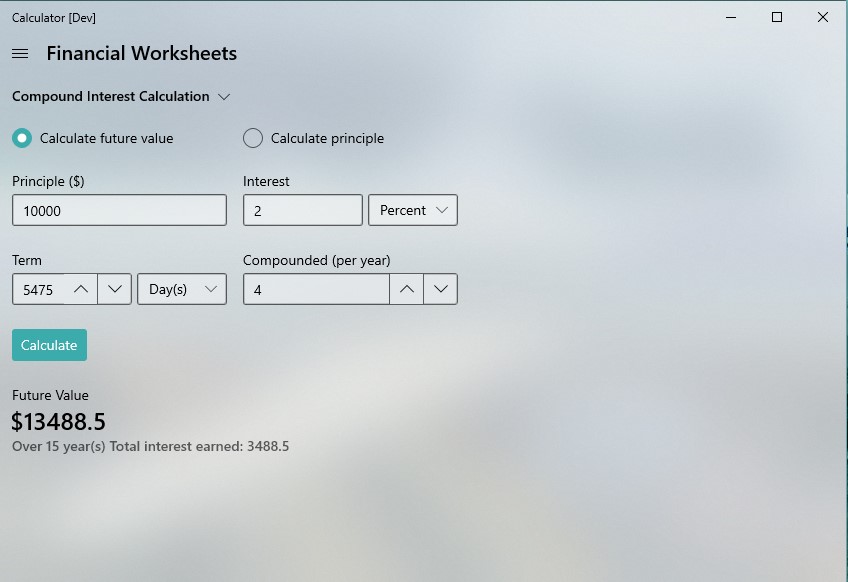 Calculator [Dev]
Financial Worksheets
Compound Interest Calculation
Calculate future value
Calculate principle
Principle ($)
Interest
10000
2
Percent
Term
Compounded (per year)
5475
Day(s)
4
Calculate
Future Value
$13488.5
Over 15 year(s) Total interest earned: 3488.5